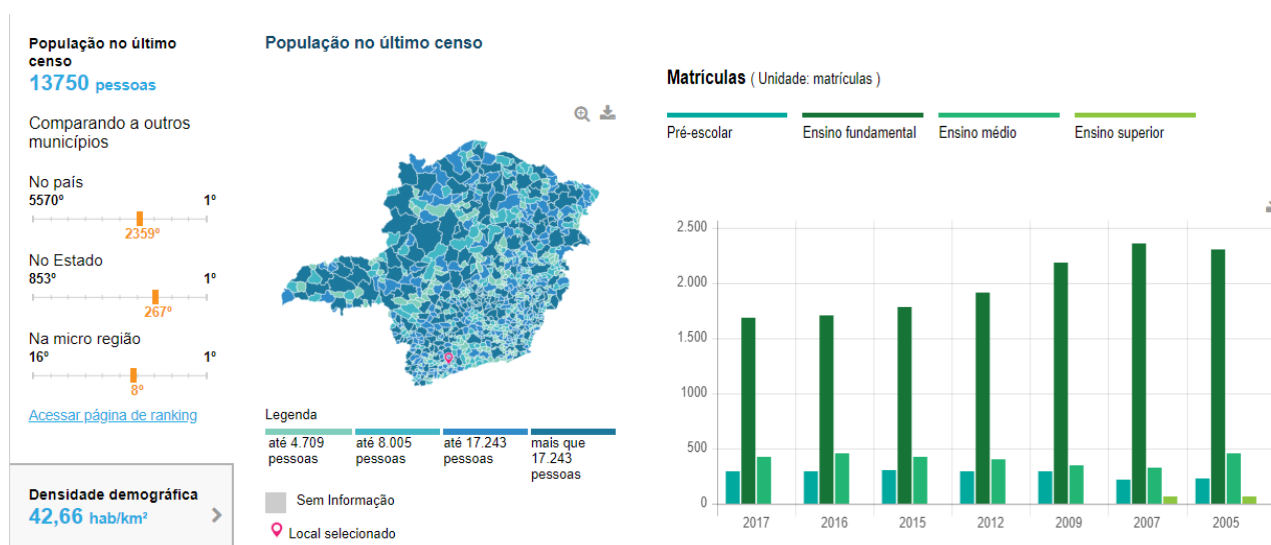 População no último
censo
13750 pessoas
Comparando a outros
municípios
No país
5570º 1º
2359º
No Estado
853º 1º
267º
Na micro região
16º 1º
8º
Acessar página de ranking
Densidade demográfica
42,66 hab/km²
População no último censo
Legenda
até 4.709
pessoas
até 8.005
pessoas
até 17.243
pessoas
mais que
17.243
pessoas
Sem Informação
Local selecionado
Matrículas ( Unidade: matrículas )
Pré-escolar Ensino fundamental Ensino médio Ensino superior
2.500
2.000
1.500
1000
500
0
2017 2016 2015 2012 2009 2007 2005